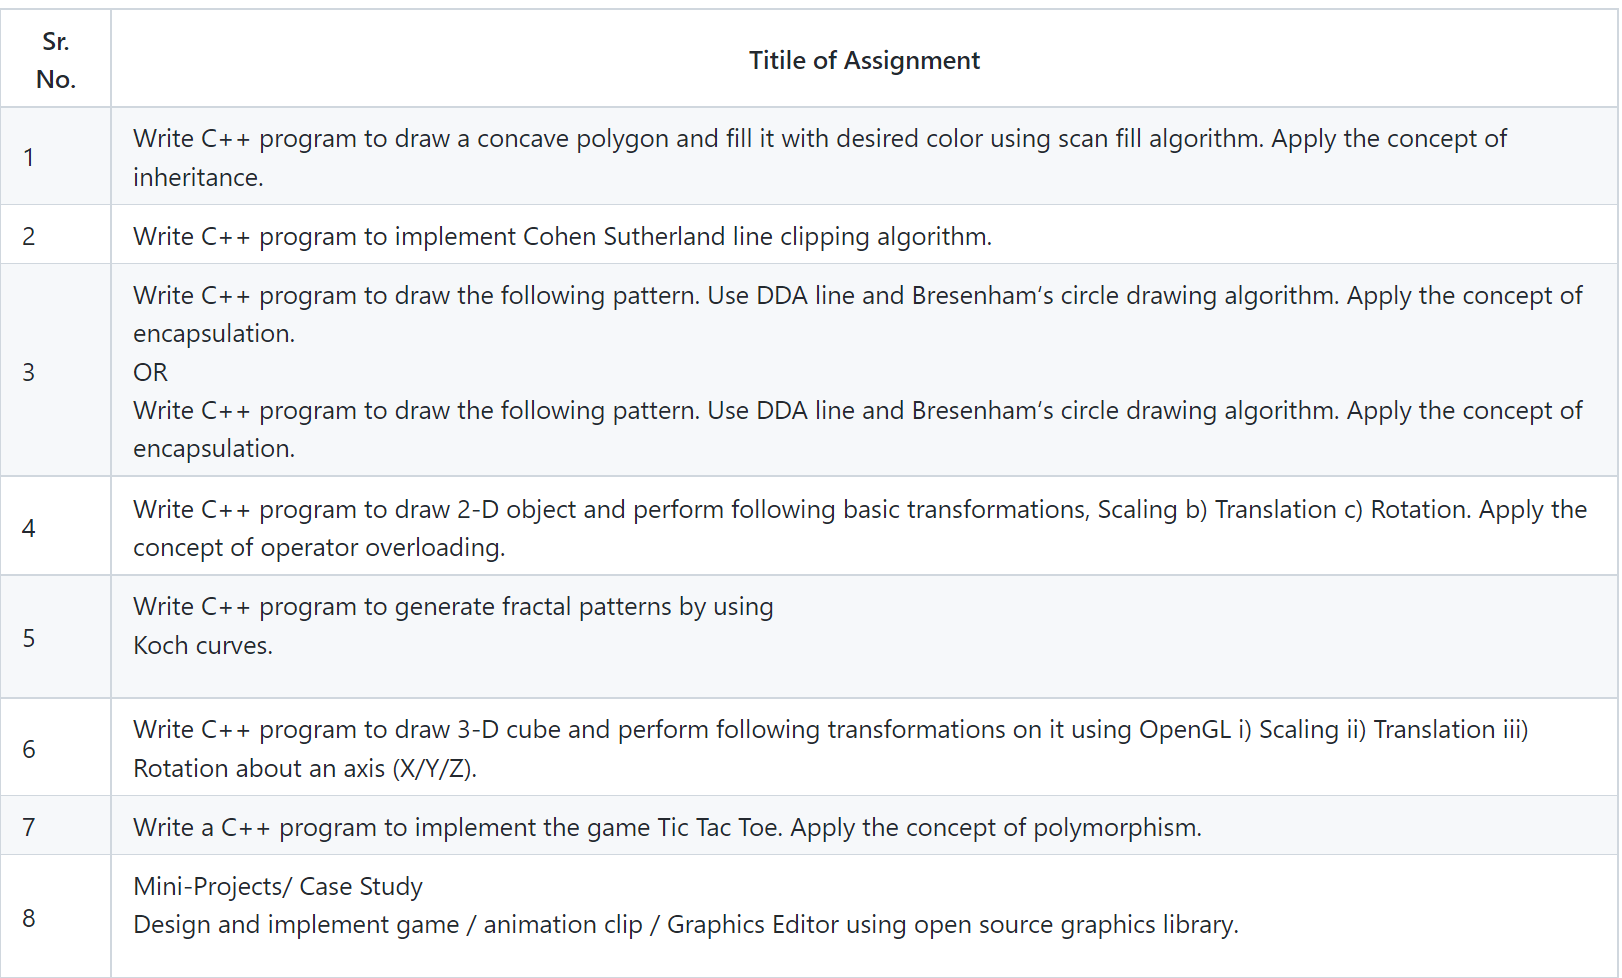 Sr.
No.
Titile of Assignment
1
Write C++ program to draw a concave polygon and fill it with desired color using scan fill algorithm. Apply the concept of
inheritance.
2
Write C++ program to implement Cohen Sutherland line clipping algorithm.
3
Write C++ program to draw the following pattern. Use DDA line and Bresenham‘s circle drawing algorithm. Apply the concept of
encapsulation.
OR
Write C++ program to draw the following pattern. Use DDA line and Bresenham‘s circle drawing algorithm. Apply the concept of
encapsulation.
4
Write C++ program to draw 2-D object and perform following basic transformations, Scaling b) Translation c) Rotation. Apply the
concept of operator overloading.
5
Write C++ program to generate fractal patterns by using
Koch curves.
6
Write C++ program to draw 3-D cube and perform following transformations on it using OpenGL i) Scaling ii) Translation iii)
Rotation about an axis (X/Y/Z).
7
Write a C++ program to implement the game Tic Tac Toe. Apply the concept of polymorphism.
8
Mini-Projects/ Case Study
Design and implement game / animation clip / Graphics Editor using open source graphics library.